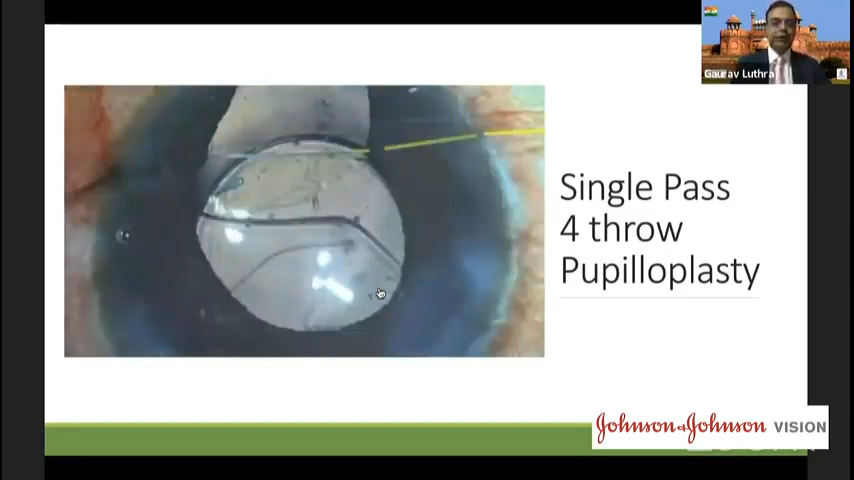 Gaurav Luthra
Single Pass
4 throw
Pupilloplasty
Johnson & Johnson VISION